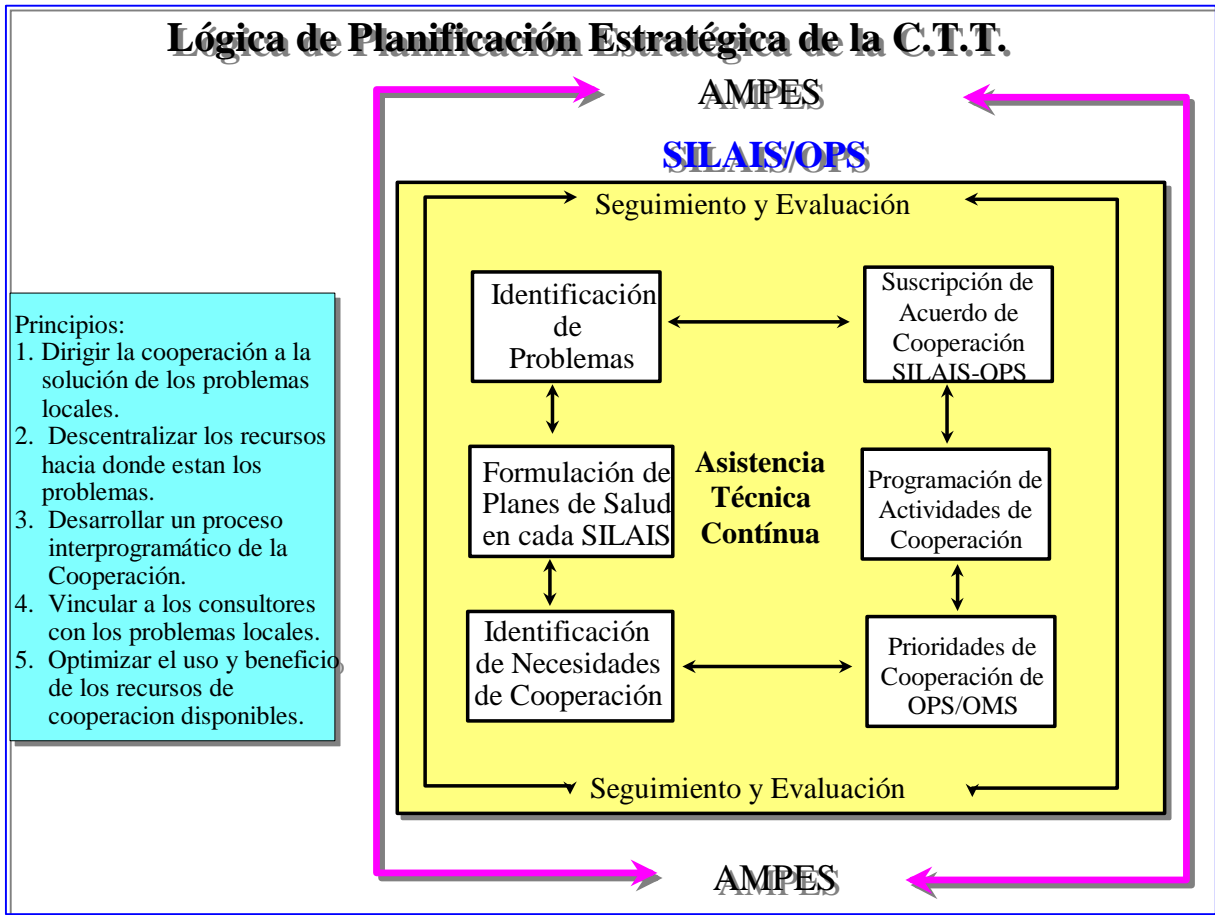 Lógica de Planificación Estratégica de la C.T.T.
AMPES
SILAIS/OPS
Seguimiento y Evaluación
Principios:
1. Dirigir la cooperación a la
solución de los problemas
locales.
2. Descentralizar los recursos
hacia donde estan los
problemas.
3. Desarrollar un proceso
interprogramático de la
Cooperación.
4. Vincular a los consultores
con los problemas locales.
5. Optimizar el uso y beneficio
de los recursos de
cooperacion disponibles.
Identificación
de
Problemas
Suscripción de
Acuerdo de
Cooperación
SILAIS-OPS
Formulación de
Planes de Salud
en cada SILAIS
Asistencia
Técnica
Contínua
Programación de
Actividades de
Cooperación
Identificación
de Necesidades
de Cooperación
Prioridades de
Cooperación de
OPS/OMS
Seguimiento y Evaluación
AMPES